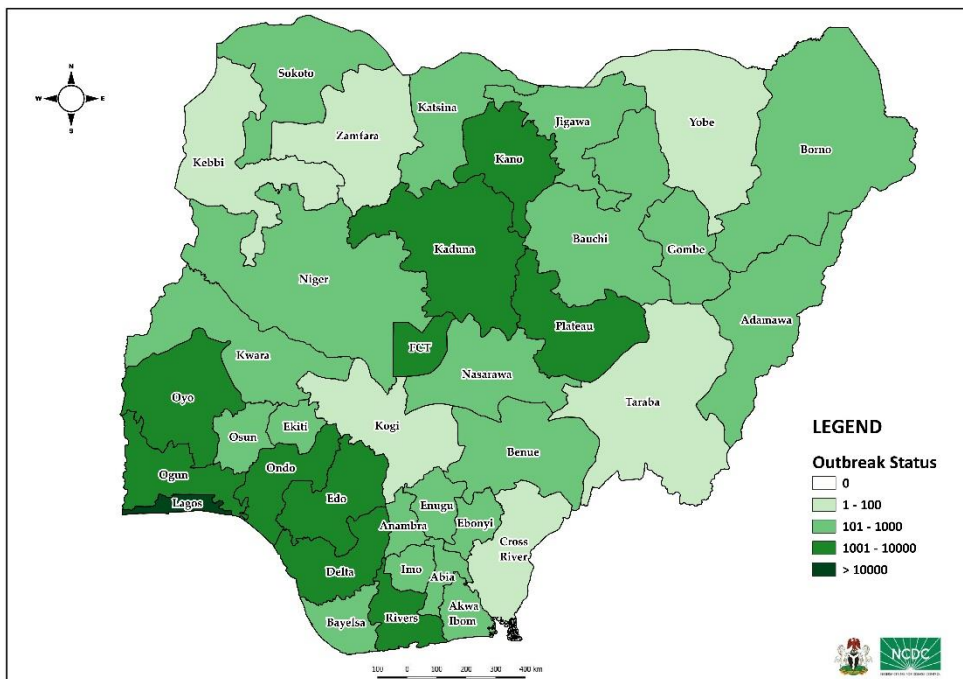 N
W
E
S
Sokoto
Katsina
Jigawa
Yobe
Borno
Zamfara
Kano
Kebbi
Kaduna
Bauchi
Gombe
Niger
Adamawa
Plateau
FCT
Kwara
Nasarawa
Oyo
Taraba
Kogi
Osun
Ekiti
Benue
Ogun
Ondo
Lagos
Edo
Enugu
Anambra
Ebonyi
Cross
River
Delta
Imo
Abia
Akwa
Ibom
Rivers
Bayelsa
LEGEND
Outbreak Status
0
1 - 100
101 - 1000
1001 - 10000
> 10000
100 0 100 200 300 400 km
NCDC